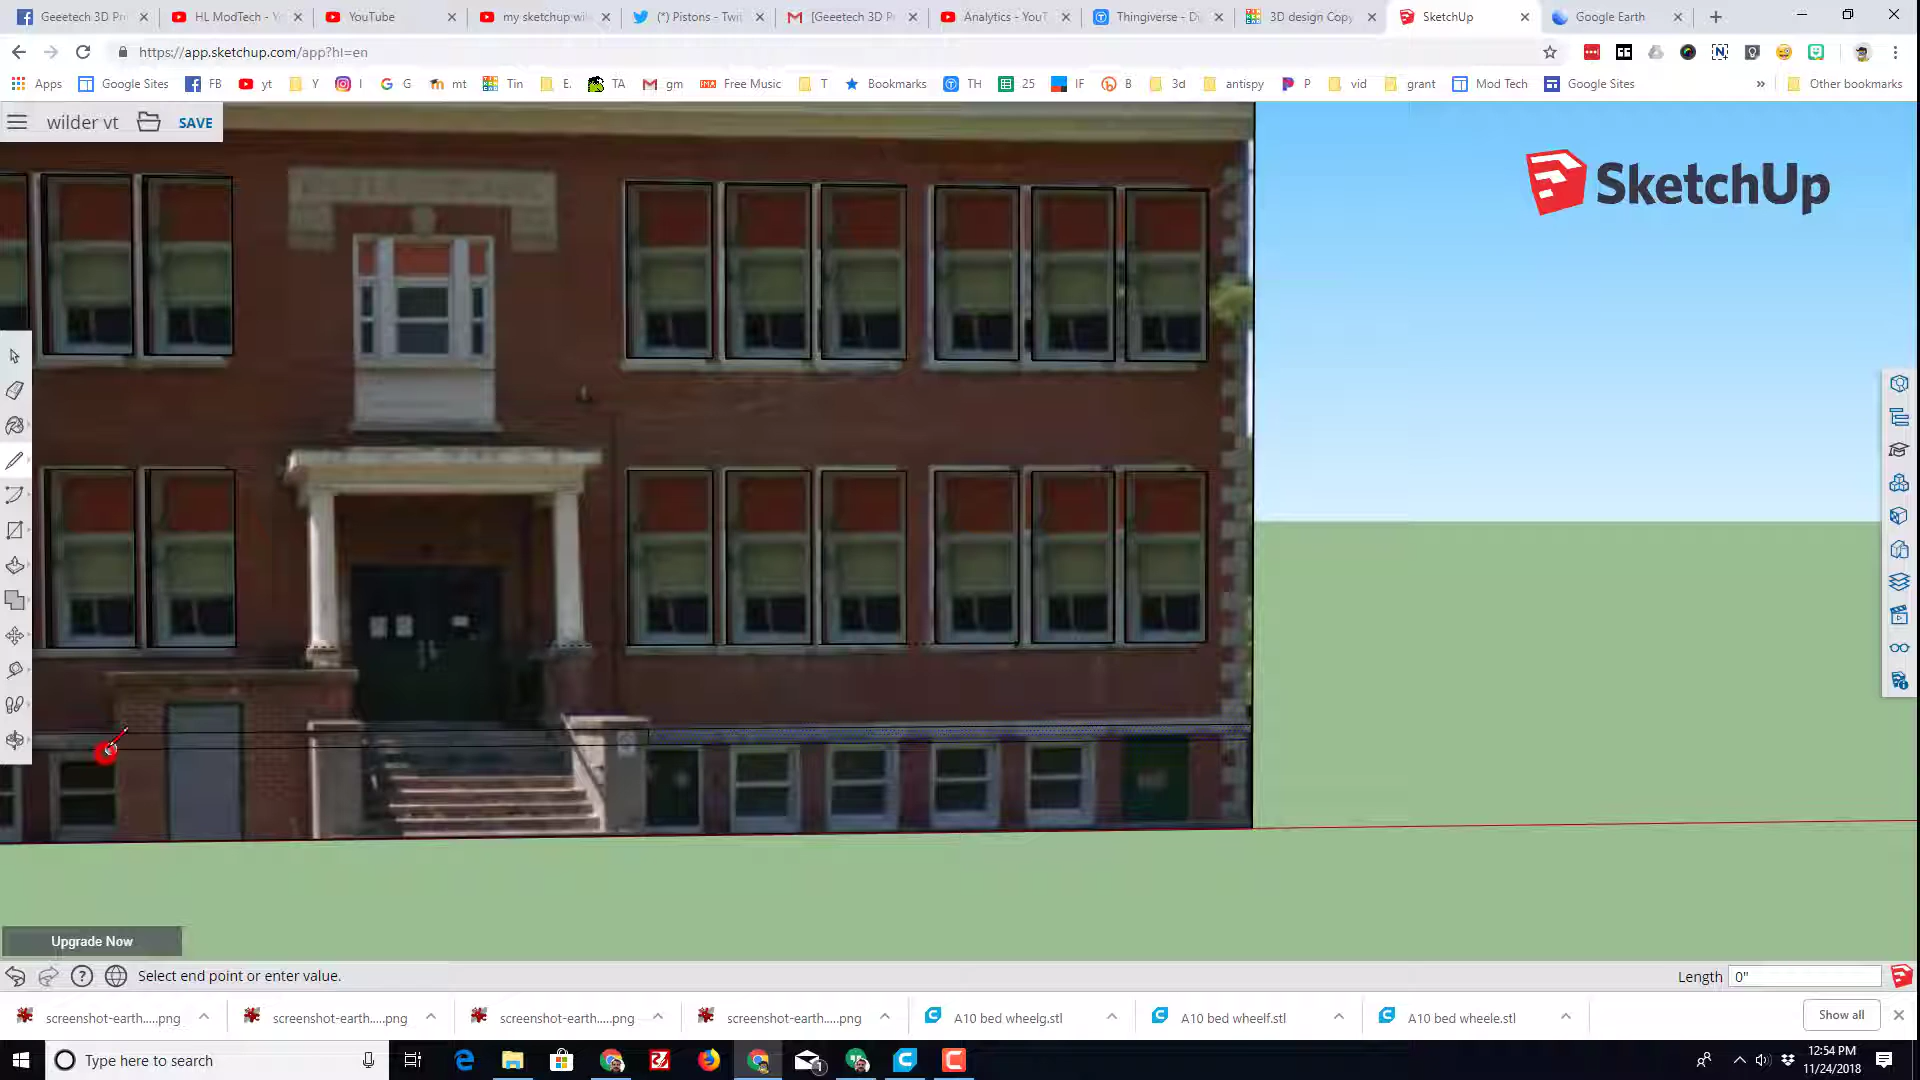 Geeetech 3D Pr
HL ModTech - Y
YouTube
my sketchup wil
(*) Pistons - Twit
[Geeetech 3D P
Analytics - YouT
Thingiverse - D
3D design Copy
SketchUp
Google Earth
https://app.sketchup.com/app?hl=en
Apps
Google Sites
FB
yt
Y
I
G
mt
Tin
E.
TA
gm
Free Music
T
Bookmarks
TH
25
IF
B
3d
antispy
P
vid
grant
Mod Tech
Google Sites
»
Other bookmarks
wilder vt
SAVE
SketchUp
Upgrade Now
Select end point or enter value.
Length
0"
screenshot-earth.....png
screenshot-earth.....png
screenshot-earth.....png
screenshot-earth.....png
A10 bed wheelg.stl
A10 bed wheelf.stl
A10 bed wheele.stl
Show all
Type here to search
12:54 PM
11/24/2018